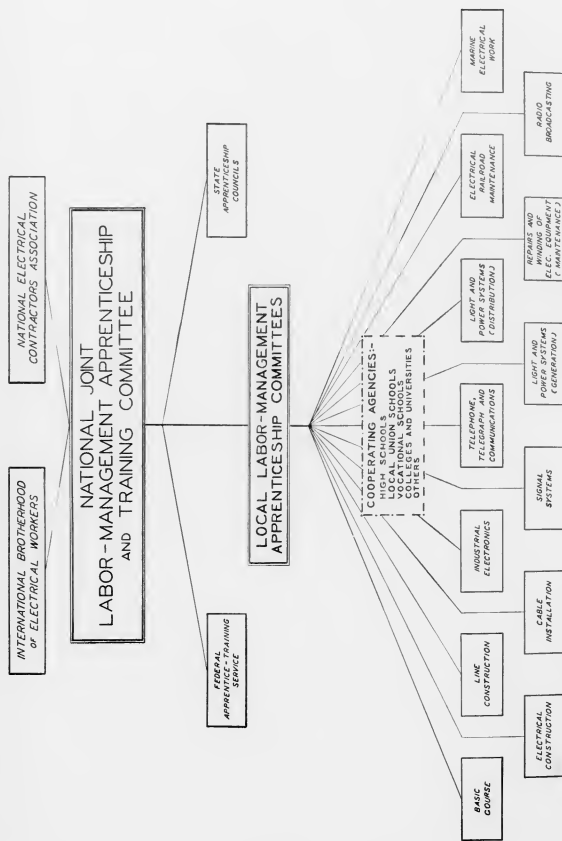 INTERNATIONAL BROTHERHOOD
of ELECTRICAL WORKERS
NATIONAL ELECTRICAL
CONTRACTORS ASSOCIATION
NATIONAL JOINT
LABOR-MANAGEMENT APPRENTICESHIP
AND TRAINING COMMITTEE
FEDERAL
APPRENTICE-TRAINING
SERVICE
STATE
APPRENTICESHIP
COUNCILS
LOCAL LABOR-MANAGEMENT
APPRENTICESHIP COMMITTEES
COOPERATING AGENCIES:-
HIGH SCHOOLS
LOCAL UNION SCHOOLS
VOCATIONAL SCHOOLS
COLLEGES AND UNIVERSITIES
OTHERS
BASIC
COURSE
LINE
CONSTRUCTION
INDUSTRIAL
ELECTRONICS
TELEPHONE,
TELEGRAPH AND
COMMUNICATIONS
LIGHT AND
POWER SYSTEMS
(DISTRIBUTION)
ELECTRICAL
RAILROAD
MAINTENANCE
MARINE
ELECTRICAL
WORK
ELECTRICAL
CONSTRUCTION
CABLE
INSTALLATION
SIGNAL
SYSTEMS
LIGHT AND
POWER SYSTEMS
(GENERATION)
REPAIRS AND
WINDING OF
ELEC. EQUIPMENT
(MAINTENANCE)
RADIO
BROADCASTING